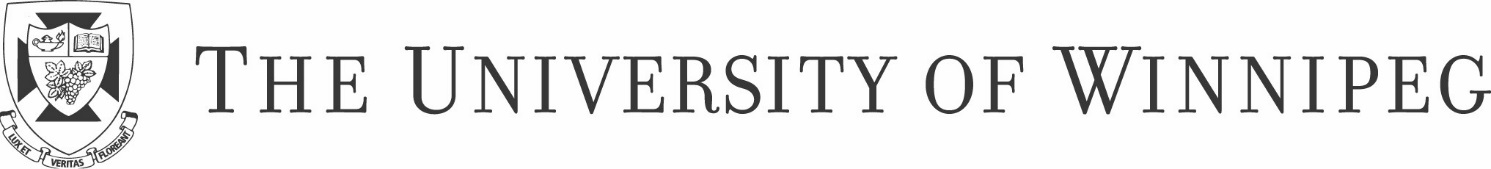 THE UNIVERSITY OF WINNIPEG
LUX ET VERITAS FLOREANT